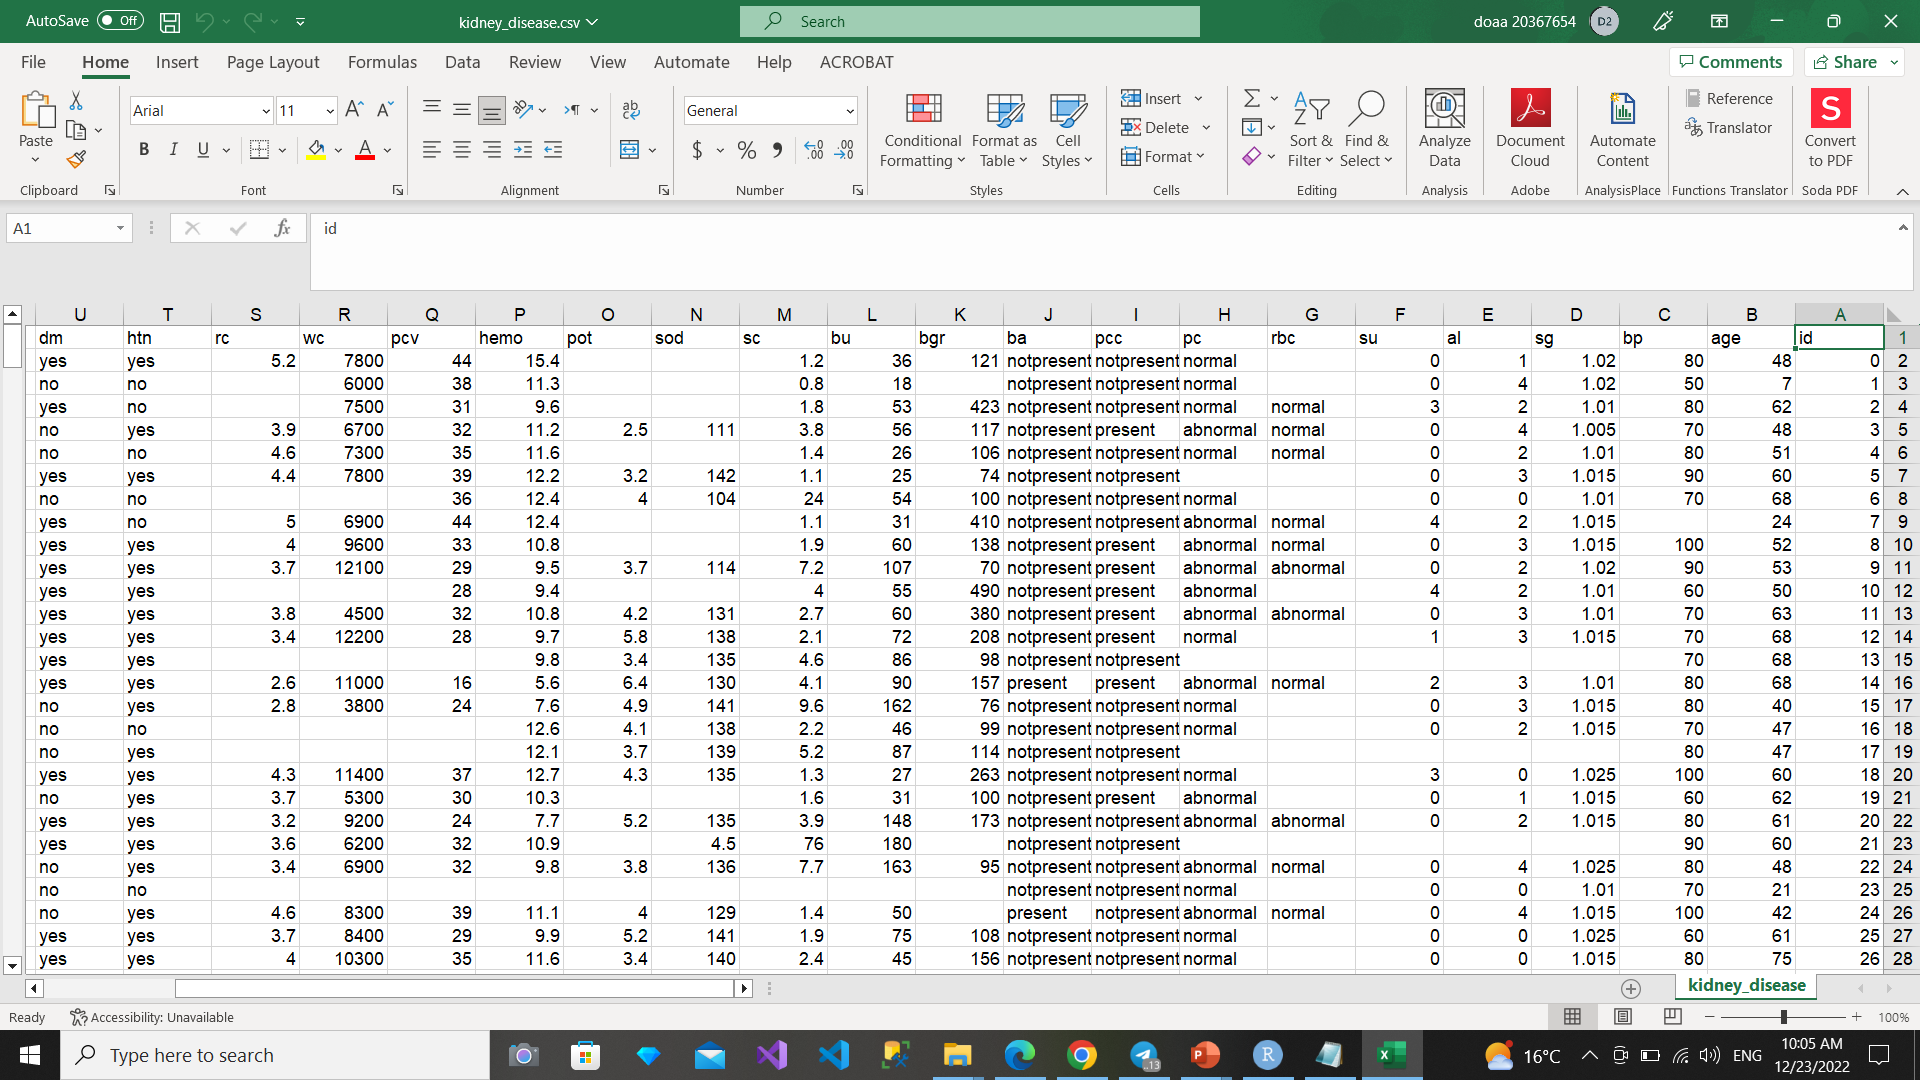 AutoSave Off kidney_disease.csv Search doaa 20367654 D2
File Home Insert Page Layout Formulas Data Review View Automate Help ACROBAT Comments Share
Paste Arial 11 General Conditional Formatting Format as Table Cell Styles Insert Delete Format Sort & Filter Find & Select Analyze Data Document Cloud Automate Content Reference Translator Convert to PDF
Clipboard Font Alignment Number Styles Cells Editing Analysis Adobe AnalysisPlace Functions Translator Soda PDF
A1 fx id
U T S R Q P O N M L K J I H G F E D C B A
dm htn rc wc pcv hemo pot sod sc bu bgr ba pcc pc rbc su al sg bp age id 1
yes yes 5.2 7800 44 15.4 1.2 36 121 notpresent notpresent normal 0 1 1.02 80 48 0 2
no no 6000 38 11.3 0.8 18 notpresent notpresent normal 0 4 1.02 50 7 1 3
yes no 7500 31 9.6 1.8 53 423 notpresent notpresent normal normal 3 2 1.01 80 62 2 4
no yes 3.9 6700 32 11.2 2.5 111 3.8 56 117 notpresent present abnormal normal 0 4 1.005 70 48 3 5
no no 4.6 7300 35 11.6 1.4 26 106 notpresent notpresent normal normal 0 2 1.01 80 51 4 6
yes yes 4.4 7800 39 12.2 3.2 142 1.1 25 74 notpresent notpresent 0 3 1.015 90 60 5 7
no no 36 12.4 4 104 24 54 100 notpresent notpresent normal 0 0 1.01 70 68 6 8
yes no 5 6900 44 12.4 1.1 31 410 notpresent notpresent abnormal normal 4 2 1.015 24 7 9
yes yes 4 9600 33 10.8 1.9 60 138 notpresent present abnormal normal 0 3 1.015 100 52 8 10
yes yes 3.7 12100 29 9.5 3.7 114 7.2 107 70 notpresent present abnormal abnormal 0 2 1.02 90 53 9 11
yes yes 28 9.4 4 55 490 notpresent present abnormal 4 2 1.01 60 50 10 12
yes yes 3.8 4500 32 10.8 4.2 131 2.7 60 380 notpresent present abnormal abnormal 0 3 1.01 70 63 11 13
yes yes 3.4 12200 28 9.7 5.8 138 2.1 72 208 notpresent present normal 1 3 1.015 70 68 12 14
yes yes 9.8 3.4 135 4.6 86 98 notpresent notpresent 70 68 13 15
yes yes 2.6 11000 16 5.6 6.4 130 4.1 90 157 present present abnormal normal 2 3 1.01 80 68 14 16
no yes 2.8 3800 24 7.6 4.9 141 9.6 162 76 notpresent notpresent normal 0 3 1.015 80 40 15 17
no no 12.6 4.1 138 2.2 46 99 notpresent notpresent normal 0 2 1.015 70 47 16 18
no yes 12.1 3.7 139 5.2 87 114 notpresent notpresent 80 47 17 19
yes yes 4.3 11400 37 12.7 4.3 135 1.3 27 263 notpresent notpresent normal 3 0 1.025 100 60 18 20
no yes 3.7 5300 30 10.3 1.6 31 100 notpresent present abnormal 0 1 1.015 60 62 19 21
yes yes 3.2 9200 24 7.7 5.2 135 3.9 148 173 notpresent notpresent abnormal abnormal 0 2 1.015 80 61 20 22
yes yes 3.6 6200 32 10.9 4.5 76 180 notpresent notpresent 90 60 21 23
no yes 3.4 6900 32 9.8 3.8 136 7.7 163 95 notpresent notpresent abnormal normal 0 4 1.025 80 48 22 24
no no notpresent notpresent normal 0 0 1.01 70 21 23 25
no yes 4.6 8300 39 11.1 4 129 1.4 50 present notpresent abnormal normal 0 4 1.015 100 42 24 26
yes yes 3.7 8400 29 9.9 5.2 141 1.9 75 108 notpresent notpresent normal 0 0 1.025 60 61 25 27
yes yes 4 10300 35 11.6 3.4 140 2.4 45 156 notpresent notpresent normal 0 0 1.015 80 75 26 28
kidney_disease
Ready Accessibility: Unavailable 100%
Type here to search 16°C ENG 10:05 AM
12/23/2022